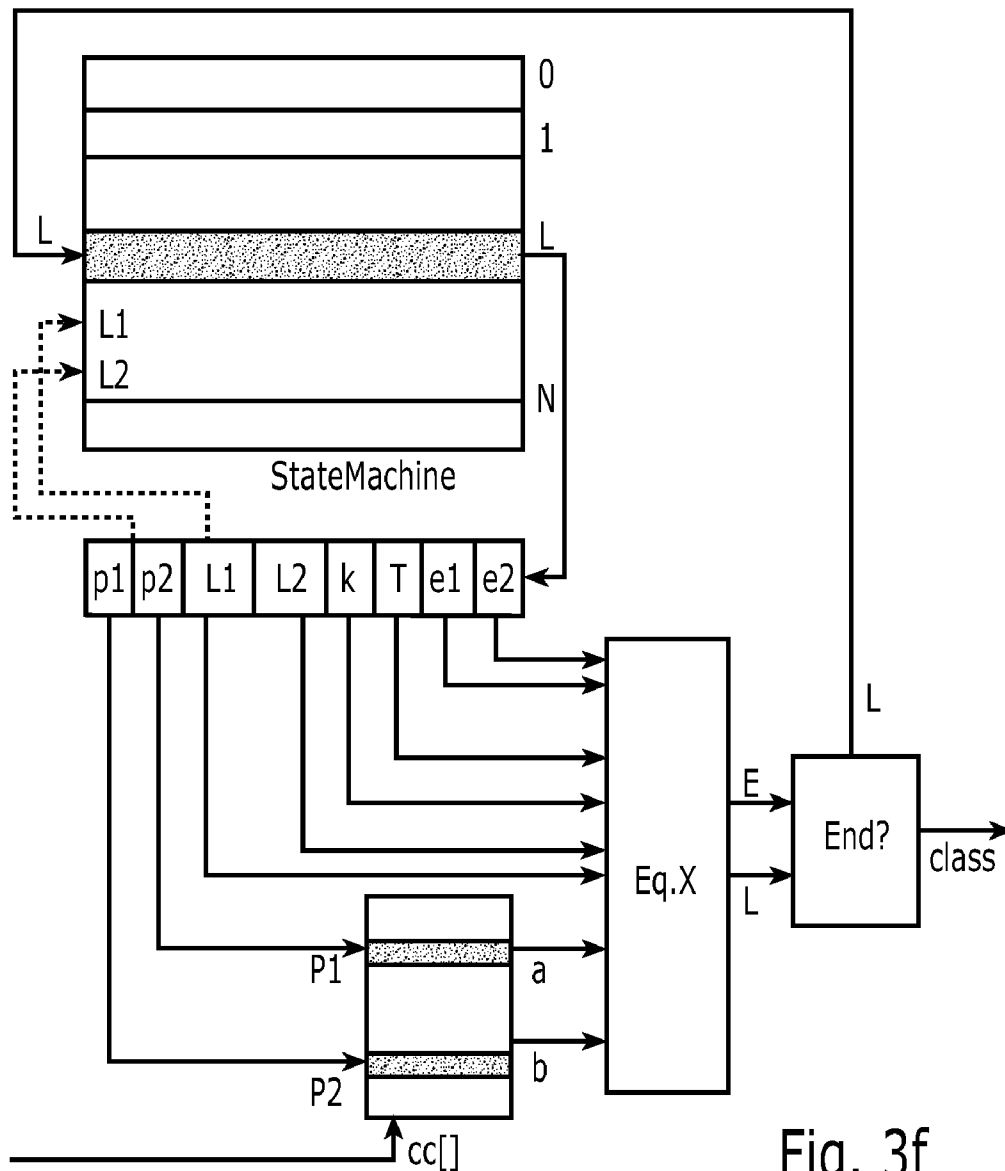 0
1
L
L
L1
L2
N
StateMachine
p1 p2 L1 L2 k T e1 e2
L
E
End?
class
Eq.X
L
P1
a
P2
b
cc[]
Fig. 3f